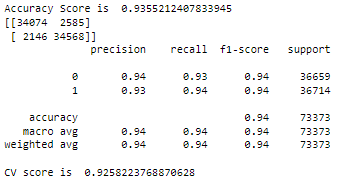 Accuracy Score is 0.9355212407833945
[[34074 2585]
[ 2146 34568]]
precision recall f1-score support
0 0.94 0.93 0.94 36659
1 0.93 0.94 0.94 36714
accuracy 0.94 73373
macro avg 0.94 0.94 0.94 73373
weighted avg 0.94 0.94 0.94 73373
CV score is 0.9258223768870628